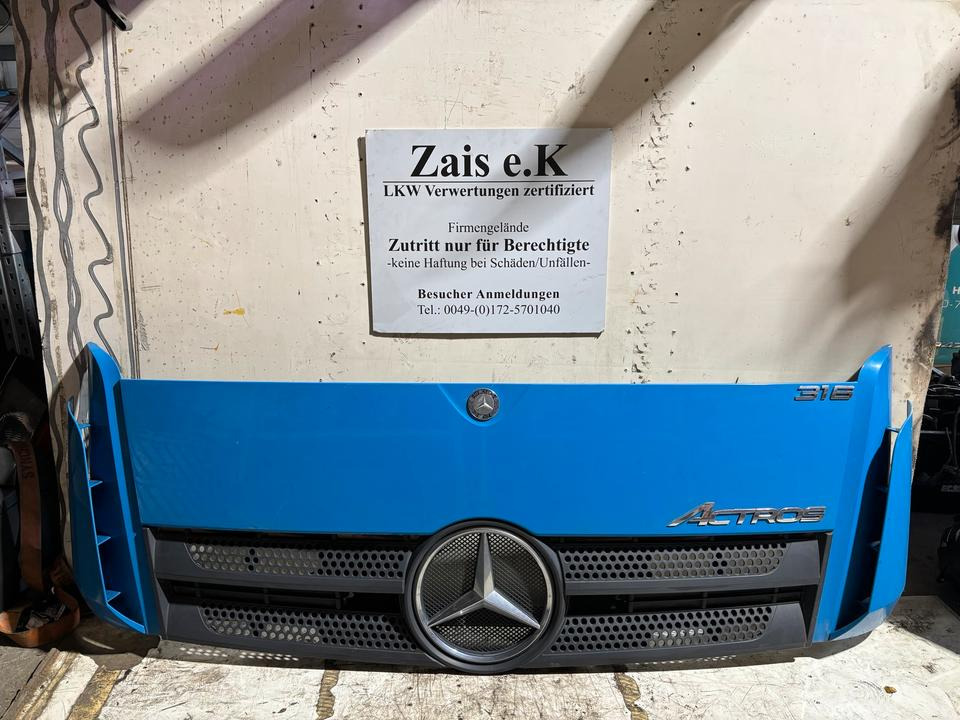 Zais e.K
LKW Verwertungen zertifiziert
Firmengelände
Zutritt nur für Berechtigte
-keine Haftung bei Schäden/Unfällen-
Besucher Anmeldungen
Tel.: 0049-(0)172-5701040
316
ACTROS